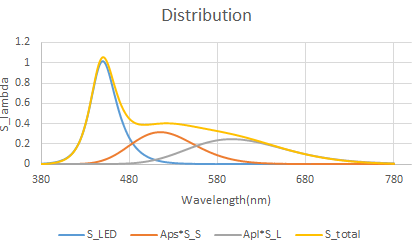 Distribution
S_lambda
1.2
1
0.8
0.6
0.4
0.2
0
380 480 580 680 780
Wavelength(nm)
S_LED Aps*S_S Apl*S_L S_total